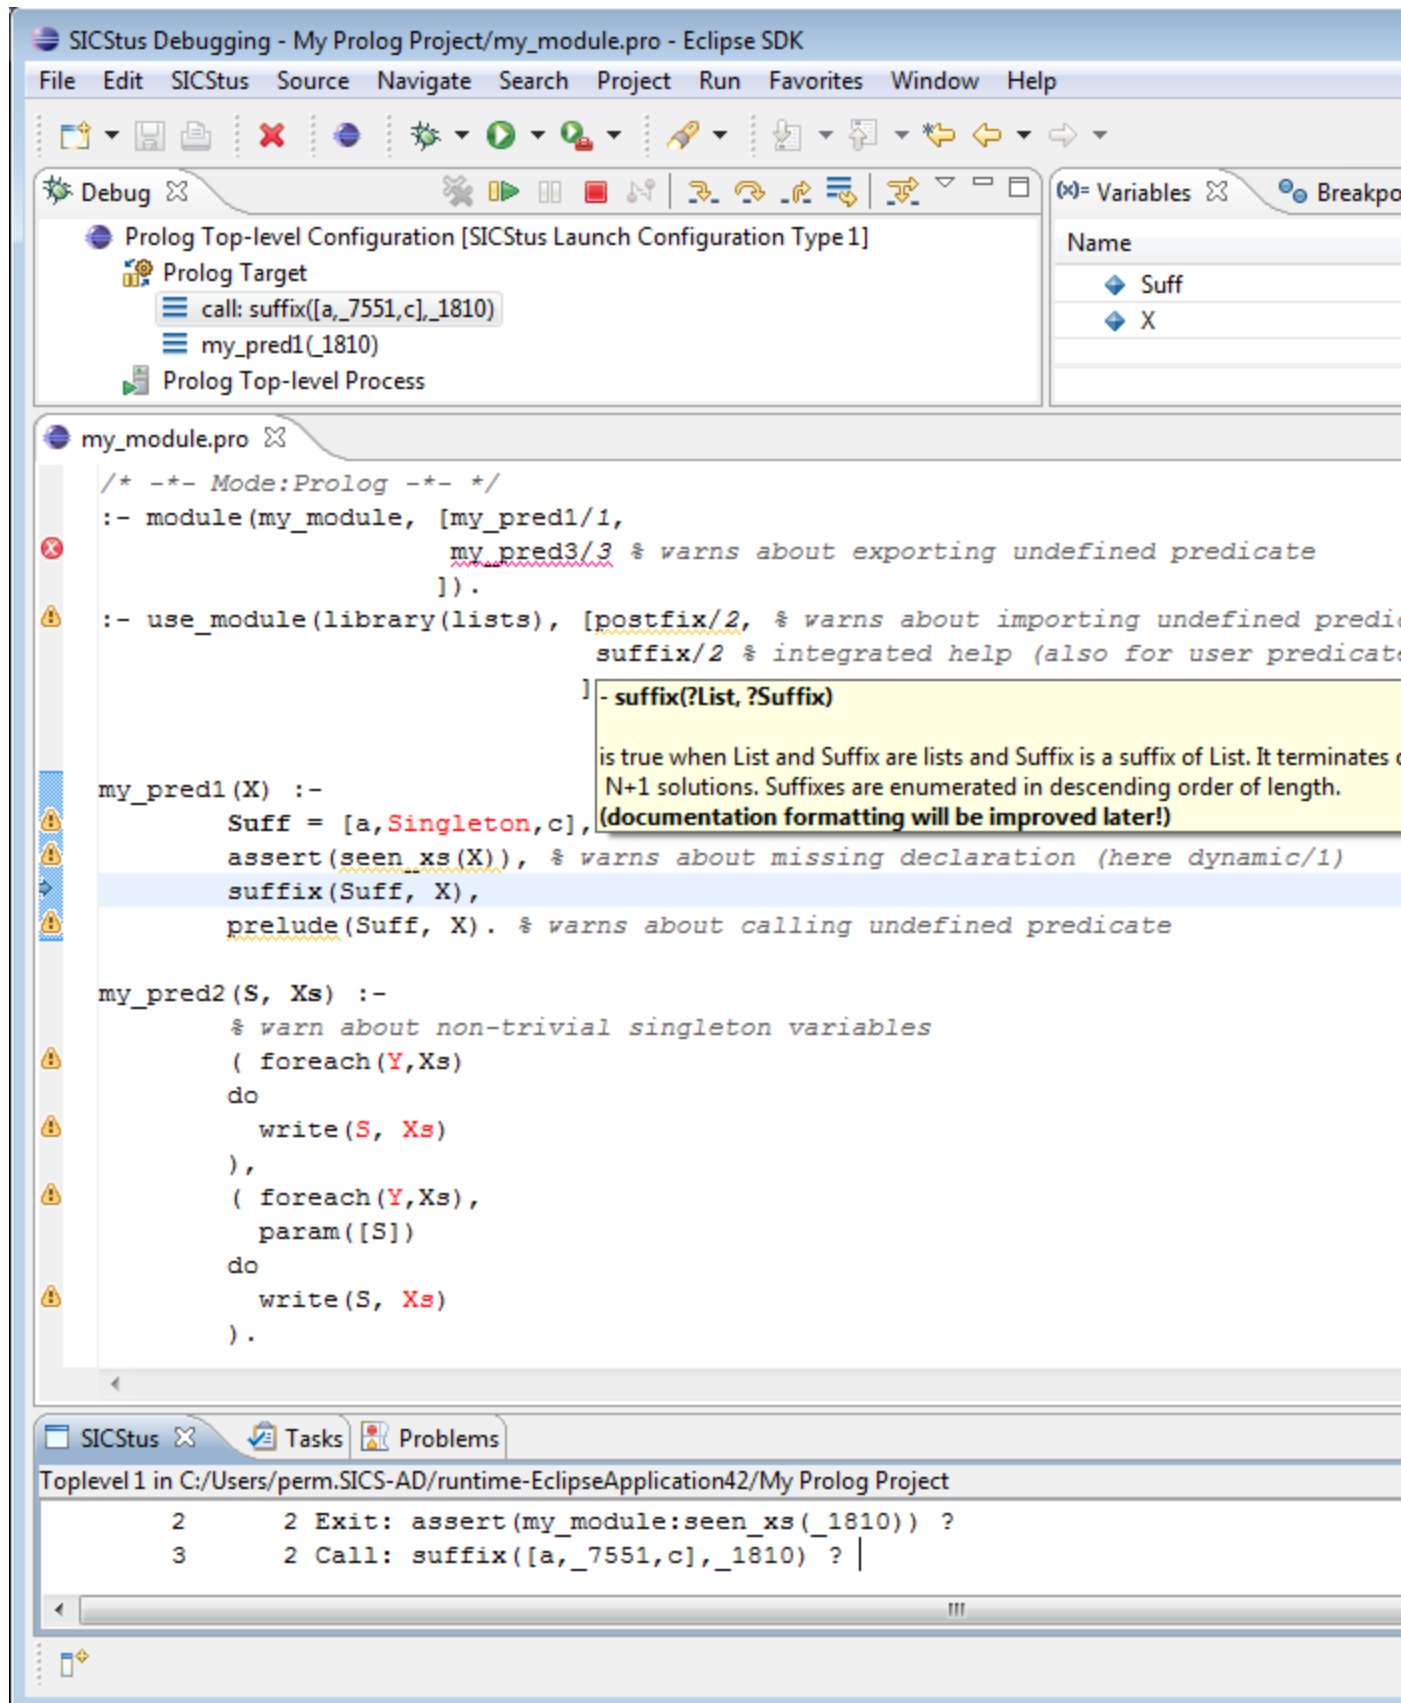 SICStus Debugging - My Prolog Project/my_module.pro - Eclipse SDK
File Edit SICStus Source Navigate Search Project Run Favorites Window Help
Debug
(x)= Variables Breakpo
Prolog Top-level Configuration [SICStus Launch Configuration Type 1]
Name
Prolog Target
Suff
call: suffix([a,_7551,c],_1810)
X
my_pred1(_1810)
Prolog Top-level Process
my_module.pro
/* -*- Mode:Prolog -*- */
:- module(my_module, [my_pred1/1,
my_pred3/3 % warns about exporting undefined predicate
]).
:- use_module(library(lists), [postfix/2, % warns about importing undefined predic
suffix/2 % integrated help (also for user predicate
]
- suffix(?List, ?Suffix)
is true when List and Suffix are lists and Suffix is a suffix of List. It terminates
N+1 solutions. Suffixes are enumerated in descending order of length.
(documentation formatting will be improved later!)
my_pred1(X) :-
Suff = [a,Singleton,c],
assert(seen_xs(X)), % warns about missing declaration (here dynamic/1)
suffix(Suff, X),
prelude(Suff, X). % warns about calling undefined predicate
my_pred2(S, Xs) :-
% warn about non-trivial singleton variables
( foreach(Y,Xs)
do
write(S, Xs)
),
( foreach(Y,Xs),
param([S])
do
write(S, Xs)
).
SICStus Tasks Problems
Toplevel 1 in C:/Users/perm.SICS-AD/runtime-EclipseApplication42/My Prolog Project
2 2 Exit: assert(my_module:seen_xs(_1810)) ?
3 2 Call: suffix([a,_7551,c],_1810) ?